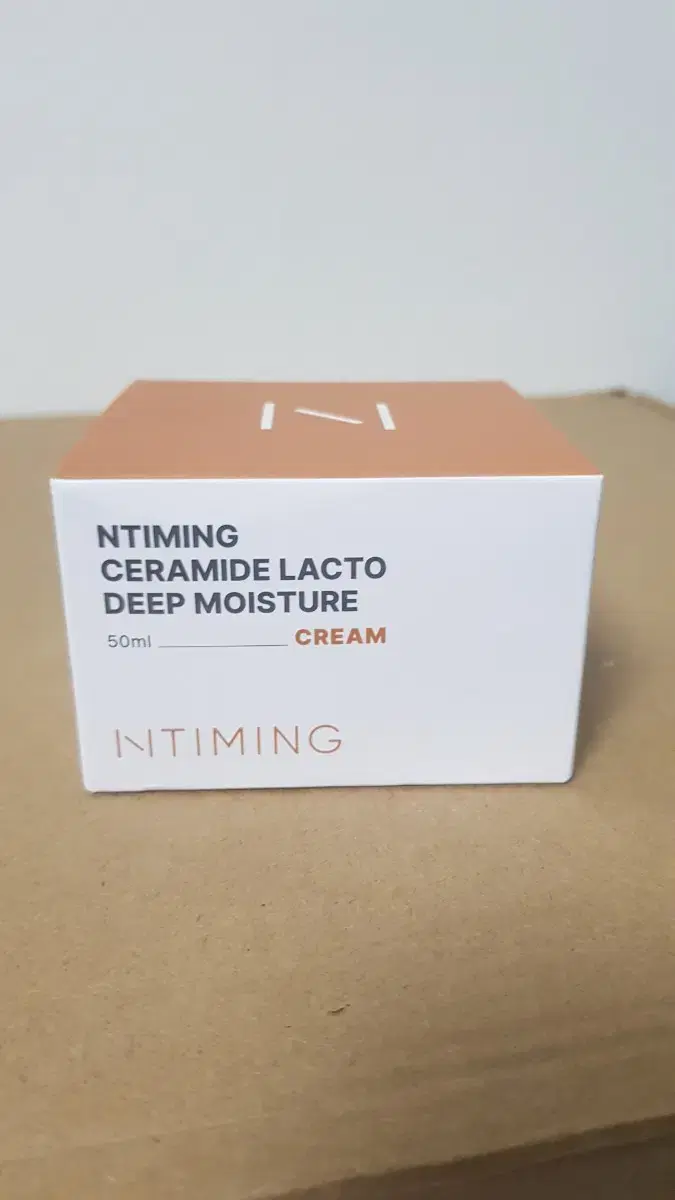 N
NTIMING
CERAMIDE LACTO
DEEP MOISTURE
50ml CREAM
NTIMING